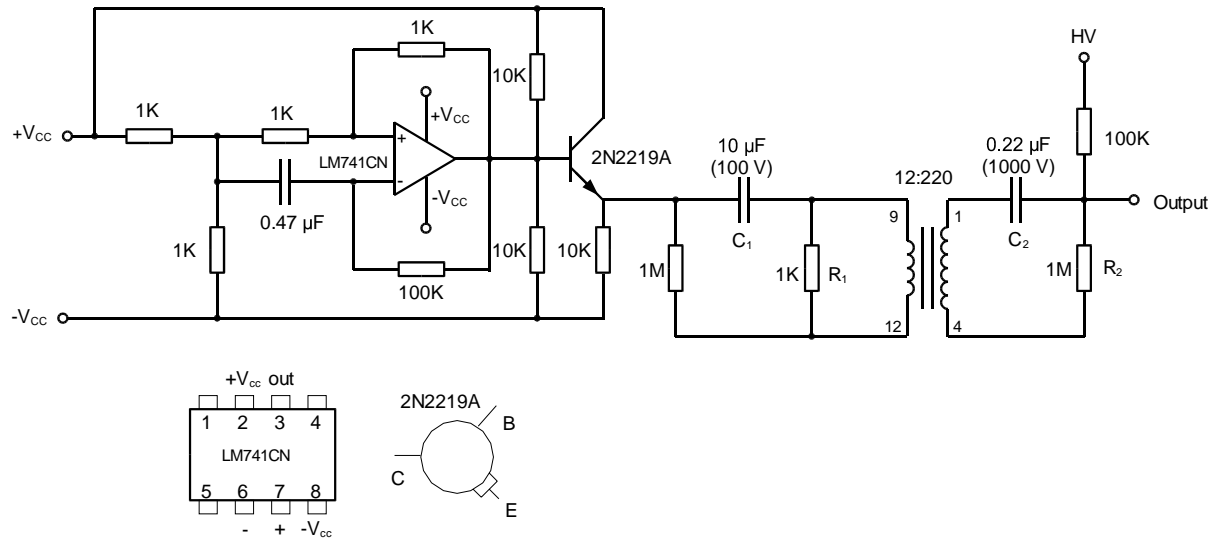 1K
HV
10K
1K
1K
+VCC
+VCC
+
-
LM741CN
2N2219A
10 µF
(100 V)
0.22 µF
(1000 V)
100K
12:220
-VCC
0.47 µF
9
1
Output
C1
C2
1K
10K
10K
1M
1K
R1
1M
R2
100K
12
4
-VCC
+Vcc out
1 2 3 4
LM741CN
5 6 7 8
- + -Vcc
2N2219A
B
C
E